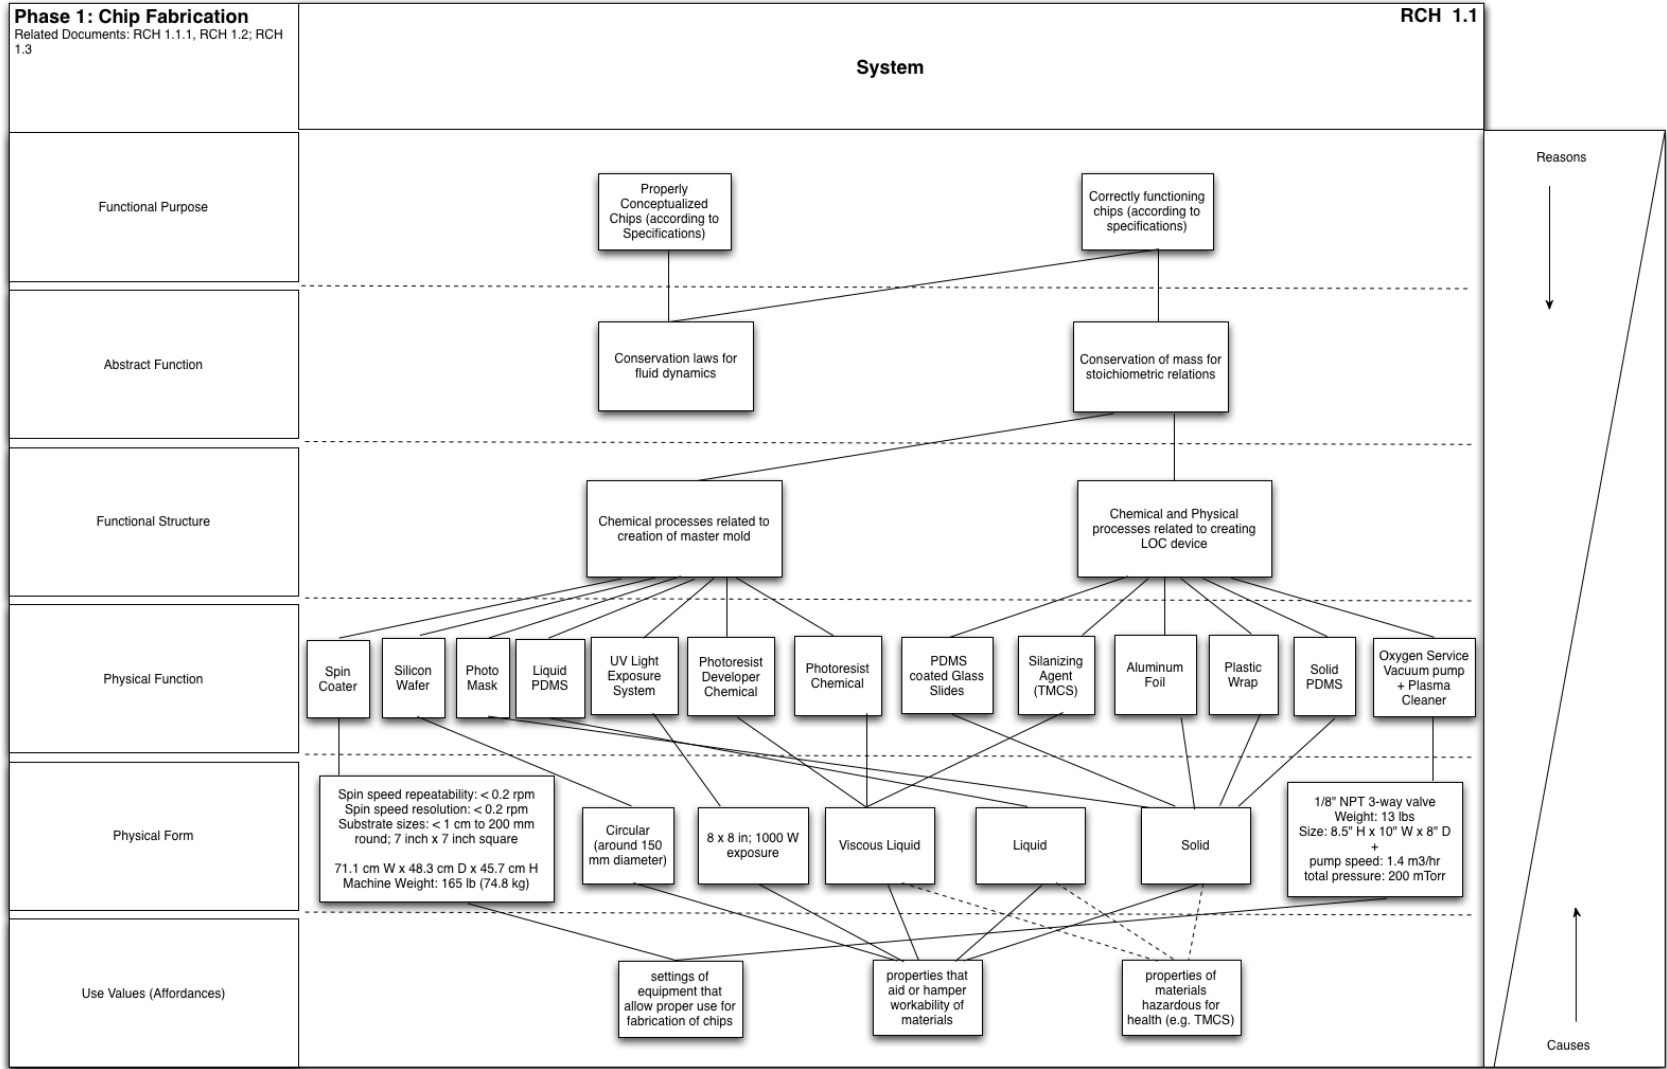 Phase 1: Chip Fabrication
Related Documents: RCH 1.1.1, RCH 1.2; RCH
1.3
RCH 1.1
System
Reasons
Functional Purpose
Properly
Conceptualized
Chips (according to
Specifications)
Correctly functioning
chips (according to
specifications)
Abstract Function
Conservation laws for
fluid dynamics
Conservation of mass for
stoichiometric relations
Functional Structure
Chemical processes related to
creation of master mold
Chemical and Physical
processes related to creating
LOC device
Physical Function
Spin
Coater
Silicon
Wafer
Photo
Mask
Liquid
PDMS
UV Light
Exposure
System
Photoresist
Developer
Chemical
Photoresist
Chemical
PDMS
coated Glass
Slides
Silanizing
Agent
(TMCS)
Aluminum
Foil
Plastic
Wrap
Solid
PDMS
Oxygen Service
Vacuum pump
+ Plasma
Cleaner
Physical Form
Spin speed repeatability: < 0.2 rpm
Spin speed resolution: < 0.2 rpm
Substrate sizes: < 1 cm to 200 mm
round; 7 inch x 7 inch square
71.1 cm W x 48.3 cm D x 45.7 cm H
Machine Weight: 165 lb (74.8 kg)
Circular
(around 150
mm diameter)
8 x 8 in; 1000 W
exposure
Viscous Liquid
Liquid
Solid
1/8" NPT 3-way valve
Weight: 13 lbs
Size: 8.5" H x 10" W x 8" D
+
pump speed: 1.4 m3/hr
total pressure: 200 mTorr
Use Values (Affordances)
settings of
equipment that
allow proper use for
fabrication of chips
properties that
aid or hamper
workability of
materials
properties of
materials
hazardous for
health (e.g. TMCS)
Causes